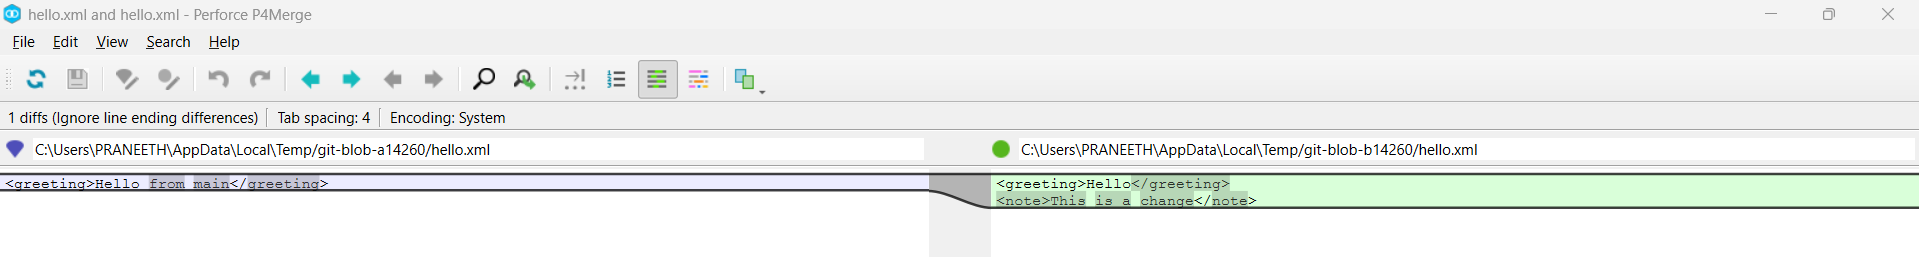 hello.xml and hello.xml - Perforce P4Merge
File Edit View Search Help
1 diffs (Ignore line ending differences) Tab spacing: 4 Encoding: System
C:\Users\PRANEETH\AppData\Local\Temp/git-blob-a14260/hello.xml
C:\Users\PRANEETH\AppData\Local\Temp/git-blob-b14260/hello.xml
<greeting>Hello from main</greeting>
<greeting>Hello</greeting>
<note>This is a change</note>